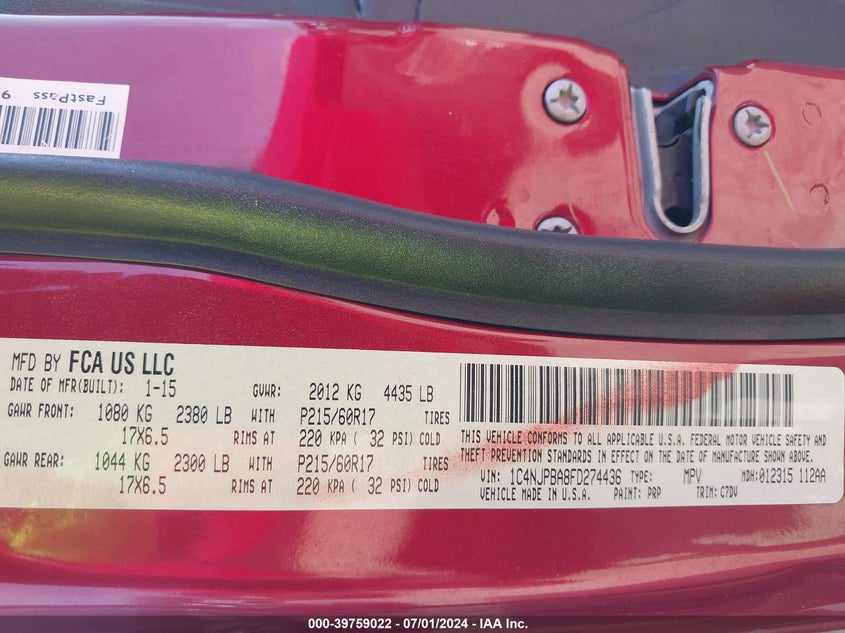 FastPass 9
MFD BY FCA US LLC
DATE OF MFR(BUILT): 1-15 GVWR: 2012 KG 4435 LB
GAWR FRONT: 1080 KG 2380 LB WITH P215/60R17 TIRES
17X6.5 RIMS AT 220 KPA ( 32 PSI) COLD
GAWR REAR: 1044 KG 2300 LB WITH P215/60R17 TIRES
17X6.5 RIMS AT 220 KPA ( 32 PSI) COLD
THIS VEHICLE CONFORMS TO ALL APPLICABLE U.S.A. FEDERAL MOTOR VEHICLE SAFETY AND
THEFT PREVENTION STANDARDS IN EFFECT ON THE DATE OF MANUFACTURE SHOWN ABOVE.
VIN: 1C4NJPBA8FD274436 TYPE: MPV MDH:012315 112AA
VEHICLE MADE IN U.S.A. PAINT: PRP TRIM: C7DV
000-39759022 - 07/01/2024 - IAA Inc.